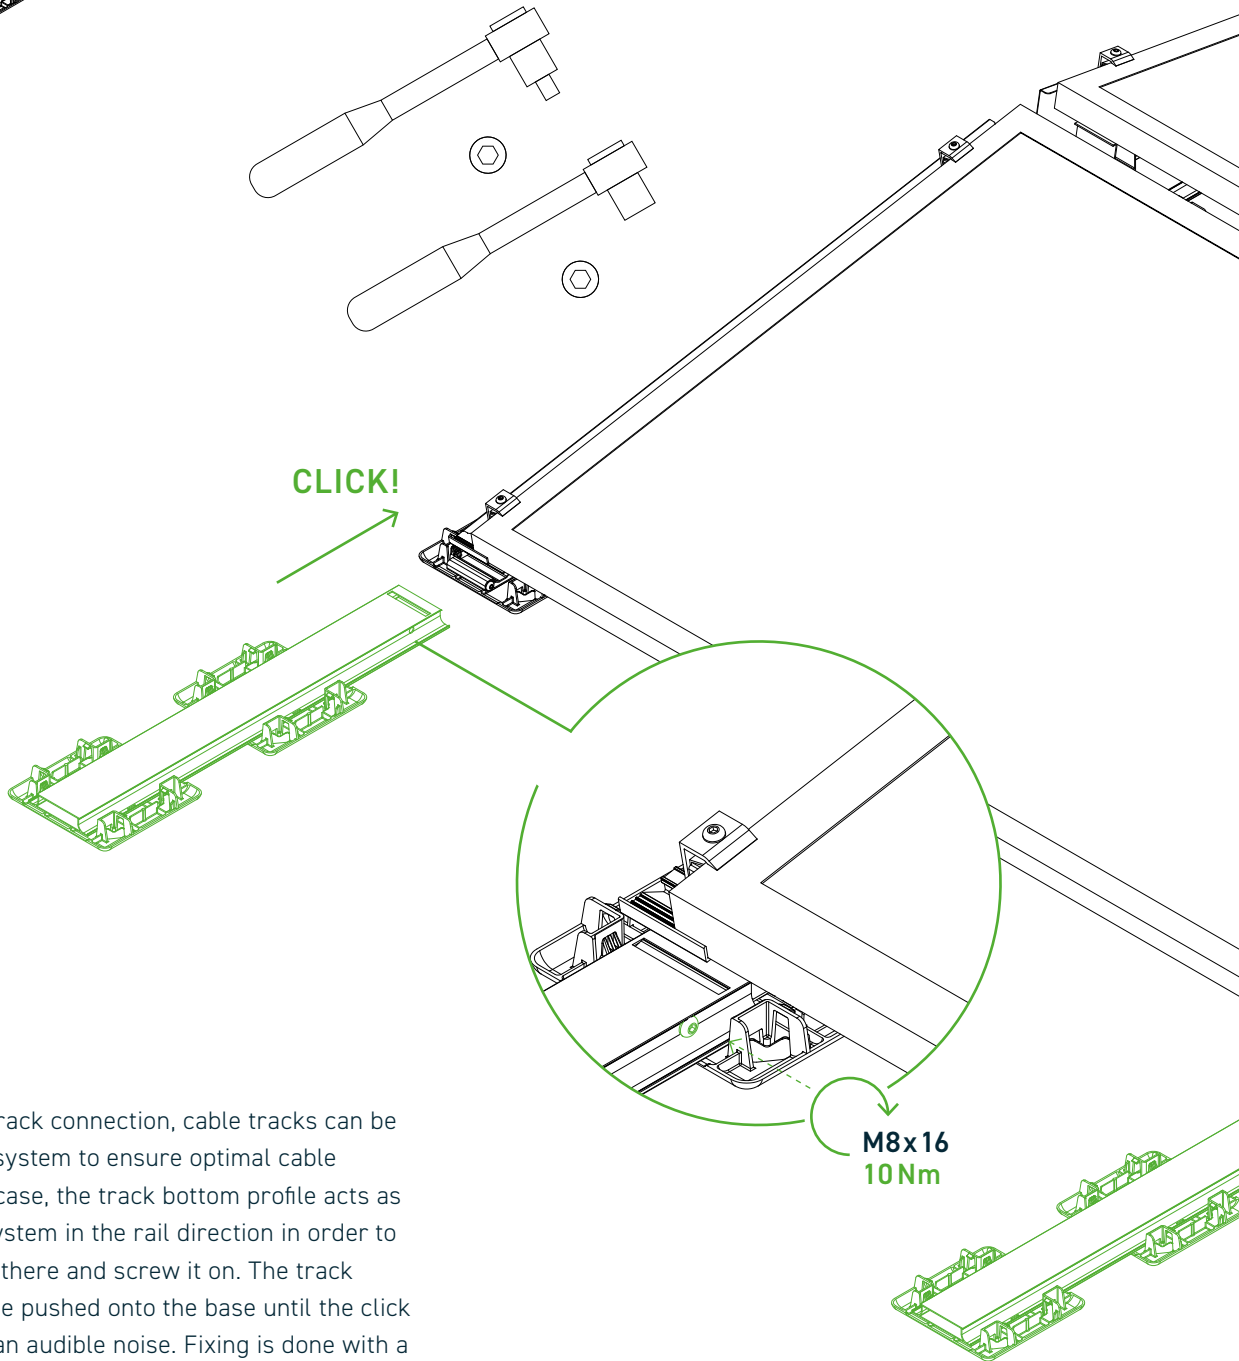 CLICK!
M8x16
10Nm
rack connection, cable tracks can be
system to ensure optimal cable
case, the track bottom profile acts as
ystem in the rail direction in order to
there and screw it on. The track
e pushed onto the base until the click
an audible noise. Fixing is done with a